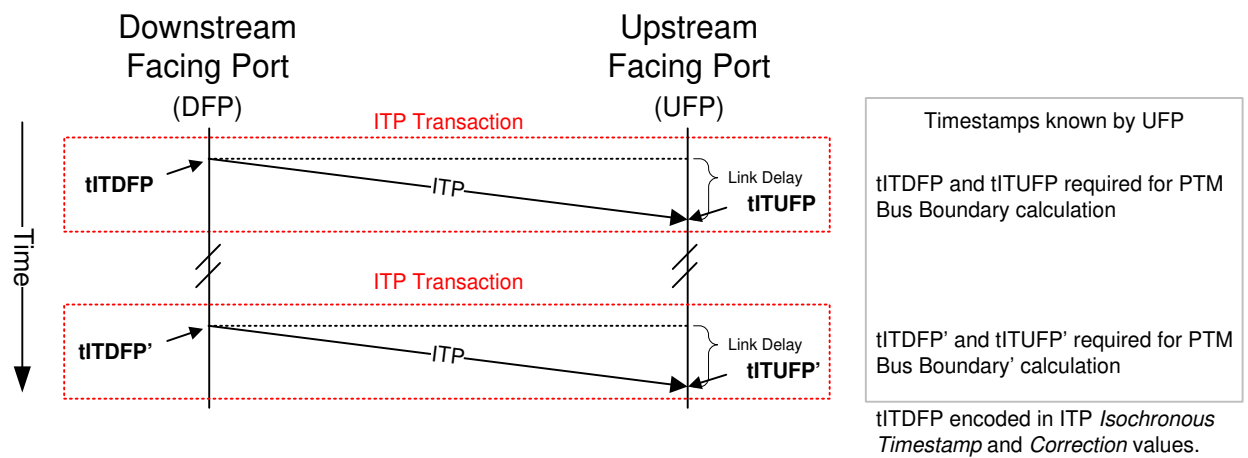 Downstream
Facing Port
(DFP)
Upstream
Facing Port
(UFP)
Time
ITP Transaction
tITDFP
ITP
Link Delay
tITUFP
ITP Transaction
tITDFP’
ITP
Link Delay
tITUFP’
Timestamps known by UFP
tITDFP and tITUFP required for PTM
Bus Boundary calculation
tITDFP’ and tITUFP’ required for PTM
Bus Boundary’ calculation
tITDFP encoded in ITP Isochronous
Timestamp and Correction values.